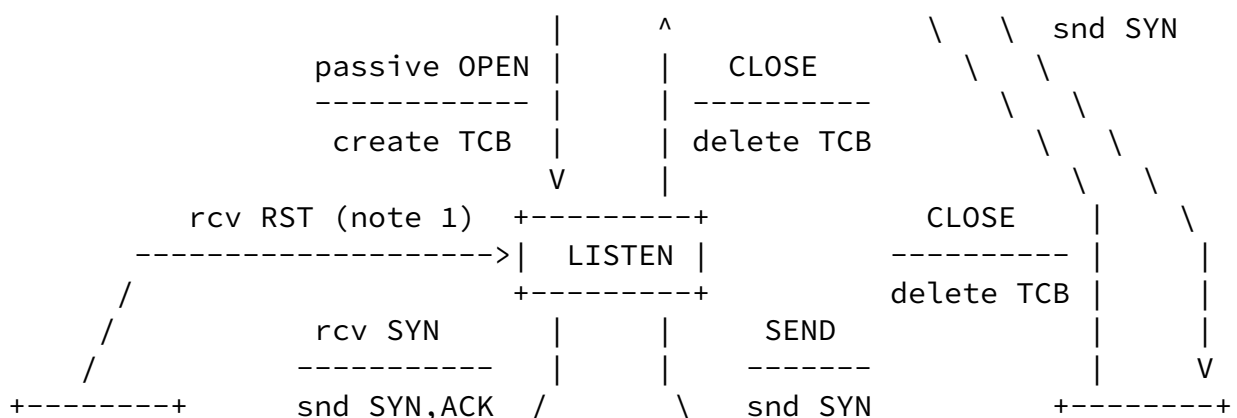 |     ^              \   \  snd SYN
                 passive OPEN |     |  CLOSE        \   \
                 ------------ |     | ----------     \   \
                  create TCB  |     | delete TCB      \   \
                              V     |                  \   \
          rcv RST (note 1)  +---------+            CLOSE    |    \
       -------------------->|  LISTEN |          ---------- |     |
      /                     +---------+          delete TCB |     |
     /           rcv SYN      |     |     SEND              |     |
    /           -----------   |     |    -------            |     V
+--------+      snd SYN,ACK  /       \   snd SYN          +--------+